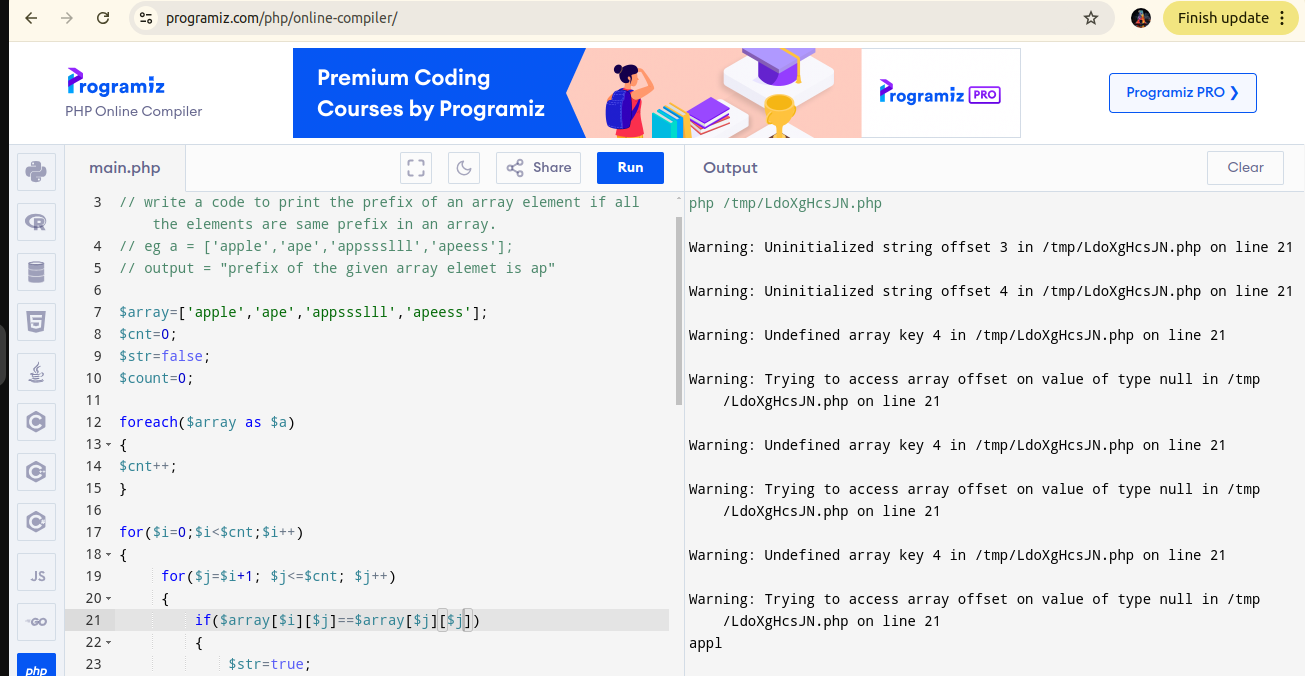 programiz.com/php/online-compiler/
Finish update
Programiz
PHP Online Compiler
Premium Coding
Courses by Programiz
Programiz PRO
Programiz PRO ❯
main.php
Share
Run
Output
Clear
3 // write a code to print the prefix of an array element if all
the elements are same prefix in an array.
4 // eg a = ['apple','ape','appssslll','apeess'];
5 // output = "prefix of the given array elemet is ap"
6
7 $array=['apple','ape','appssslll','apeess'];
8 $cnt=0;
9 $str=false;
10 $count=0;
11
12 foreach($array as $a)
13 {
14 $cnt++;
15 }
16
17 for($i=0;$i<$cnt;$i++)
18 {
19 for($j=$i+1; $j<=$cnt; $j++)
20 {
21 if($array[$i][$j]==$array[$j][$j])
22 {
23 $str=true;
JS
GO
php
php /tmp/LdoXgHcsJN.php
Warning: Uninitialized string offset 3 in /tmp/LdoXgHcsJN.php on line 21
Warning: Uninitialized string offset 4 in /tmp/LdoXgHcsJN.php on line 21
Warning: Undefined array key 4 in /tmp/LdoXgHcsJN.php on line 21
Warning: Trying to access array offset on value of type null in /tmp
/LdoXgHcsJN.php on line 21
Warning: Undefined array key 4 in /tmp/LdoXgHcsJN.php on line 21
Warning: Trying to access array offset on value of type null in /tmp
/LdoXgHcsJN.php on line 21
Warning: Undefined array key 4 in /tmp/LdoXgHcsJN.php on line 21
Warning: Trying to access array offset on value of type null in /tmp
/LdoXgHcsJN.php on line 21
appl